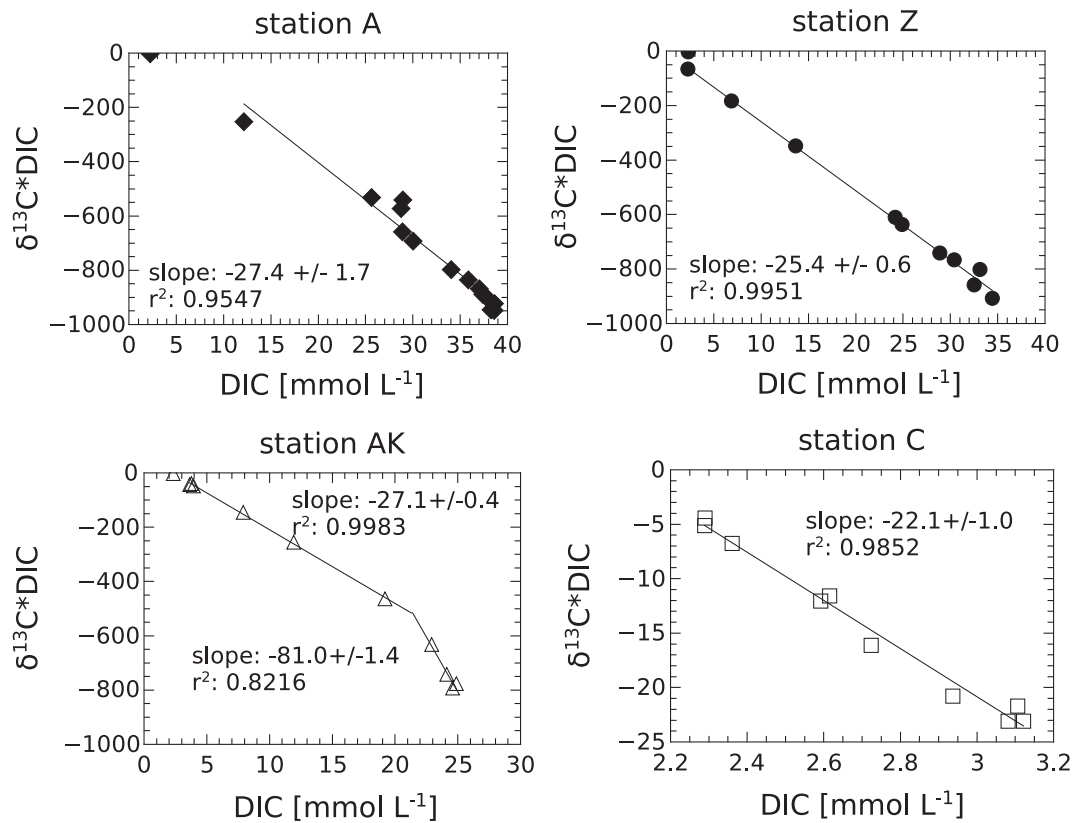 station A
0
−200
−400
−600
−800
−1000
δ¹³C*DIC
slope: -27.4 +/- 1.7
r²: 0.9547
0 5 10 15 20 25 30 35 40
DIC [mmol L⁻¹]
station Z
0
−200
−400
−600
−800
−1000
δ¹³C*DIC
slope: -25.4 +/- 0.6
r²: 0.9951
0 5 10 15 20 25 30 35 40
DIC [mmol L⁻¹]
station AK
0
−200
−400
−600
−800
−1000
δ¹³C*DIC
slope: -27.1+/-0.4
r²: 0.9983
slope: -81.0+/-1.4
r²: 0.8216
0 5 10 15 20 25 30
DIC [mmol L⁻¹]
station C
0
−5
−10
−15
−20
−25
δ¹³C*DIC
slope: -22.1+/-1.0
r²: 0.9852
2.2 2.4 2.6 2.8 3 3.2
DIC [mmol L⁻¹]